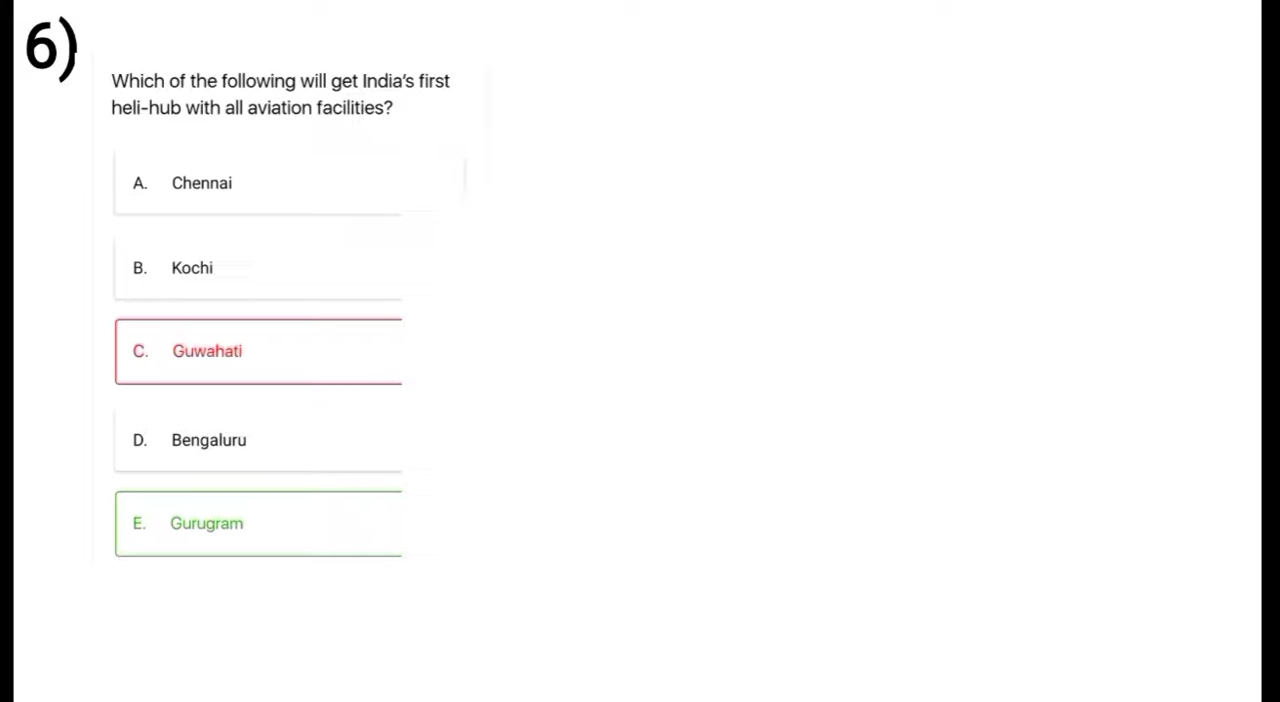 6)
Which of the following will get India's first
heli-hub with all aviation facilities?
A. Chennai
B. Kochi
C. Guwahati
D. Bengaluru
E. Gurugram